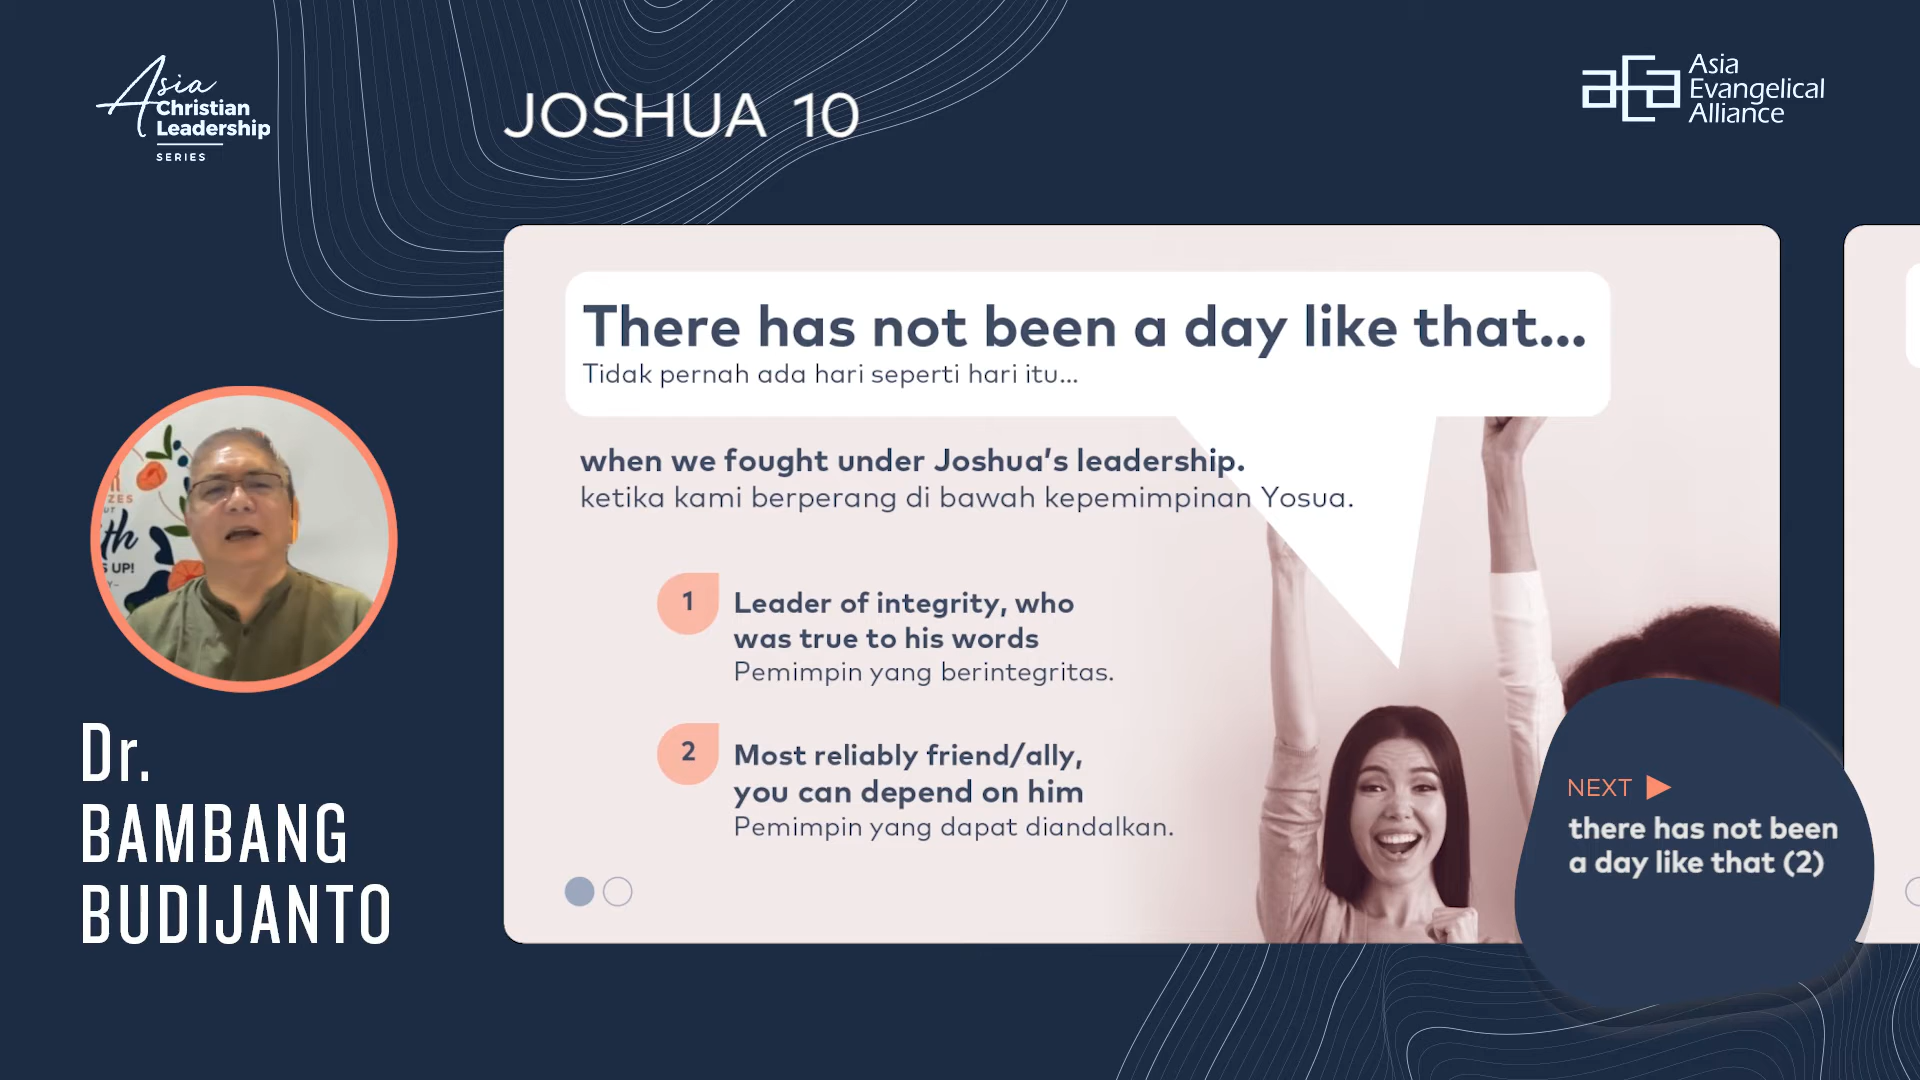 Asia
Christian
Leadership
SERIES
JOSHUA 10
aEa
Asia
Evangelical
Alliance
There has not been a day like that...
Tidak pernah ada hari seperti hari itu...
when we fought under Joshua's leadership.
ketika kami berperang di bawah kepemimpinan Yosua.
1
Leader of integrity, who
was true to his words
Pemimpin yang berintegritas.
2
Most reliably friend/ally,
you can depend on him
Pemimpin yang dapat diandalkan.
NEXT
there has not been
a day like that (2)
Dr.
BAMBANG
BUDIJANTO